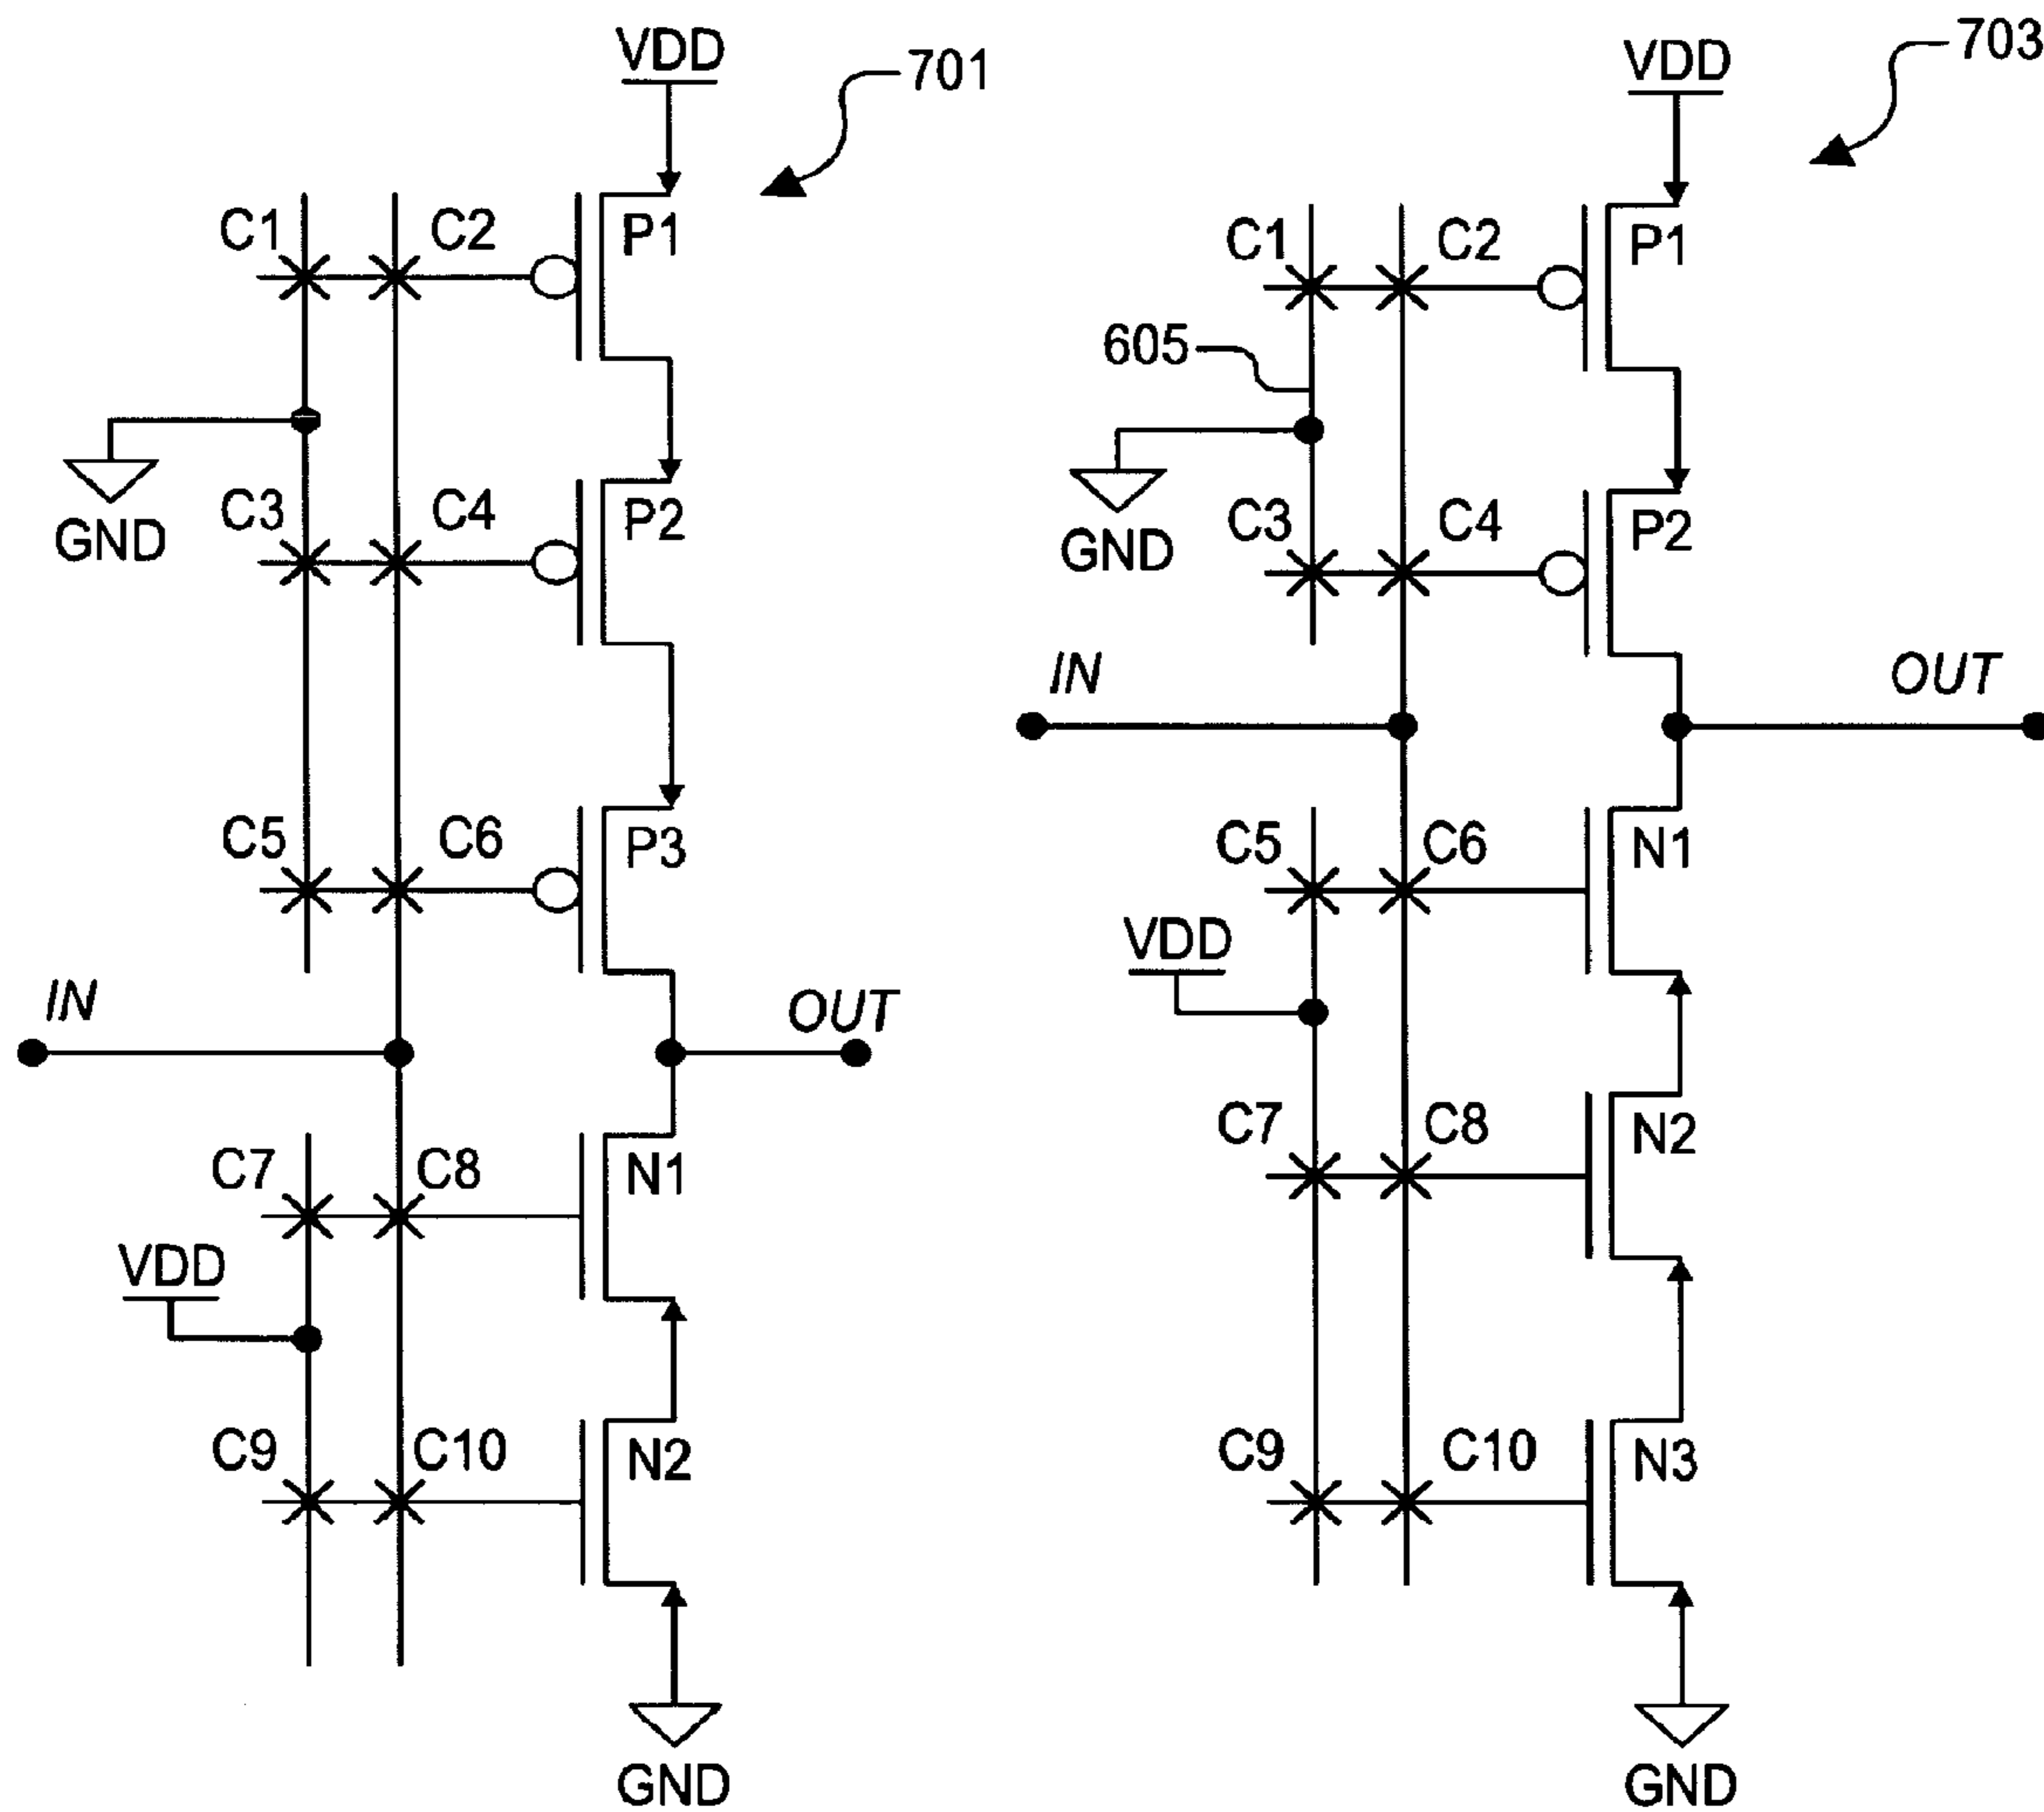 VDD
701
C1
C2
P1
GND
C3
C4
P2
C5
C6
P3
IN
OUT
C7
C8
N1
VDD
C9
C10
N2
GND
VDD
703
C1
C2
P1
605
GND
C3
C4
P2
IN
OUT
C5
C6
N1
VDD
C7
C8
N2
C9
C10
N3
GND